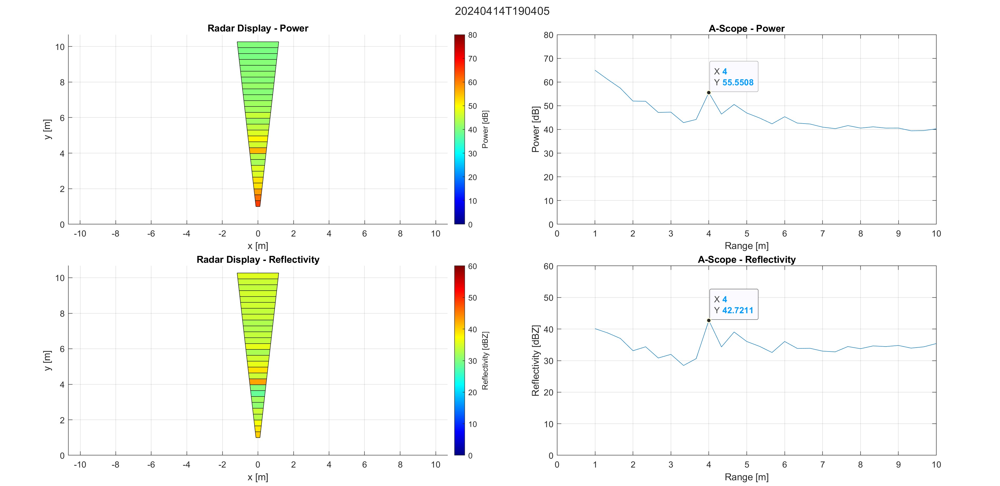 20240414T190405
Radar Display - Power
10
8
6
4
2
0
y [m]
-10 -8 -6 -4 -2 0 2 4 6 8 10
x [m]
80
70
60
50
40
30
20
10
0
Power [dB]
A-Scope - Power
80
70
60
50
40
30
20
10
0
Power [dB]
X 4
Y 55.5508
0 1 2 3 4 5 6 7 8 9 10
Range [m]
Radar Display - Reflectivity
10
8
6
4
2
0
y [m]
-10 -8 -6 -4 -2 0 2 4 6 8 10
x [m]
60
50
40
30
20
10
0
Reflectivity [dBZ]
A-Scope - Reflectivity
60
50
40
30
20
10
0
Reflectivity [dBZ]
X 4
Y 42.7211
0 1 2 3 4 5 6 7 8 9 10
Range [m]